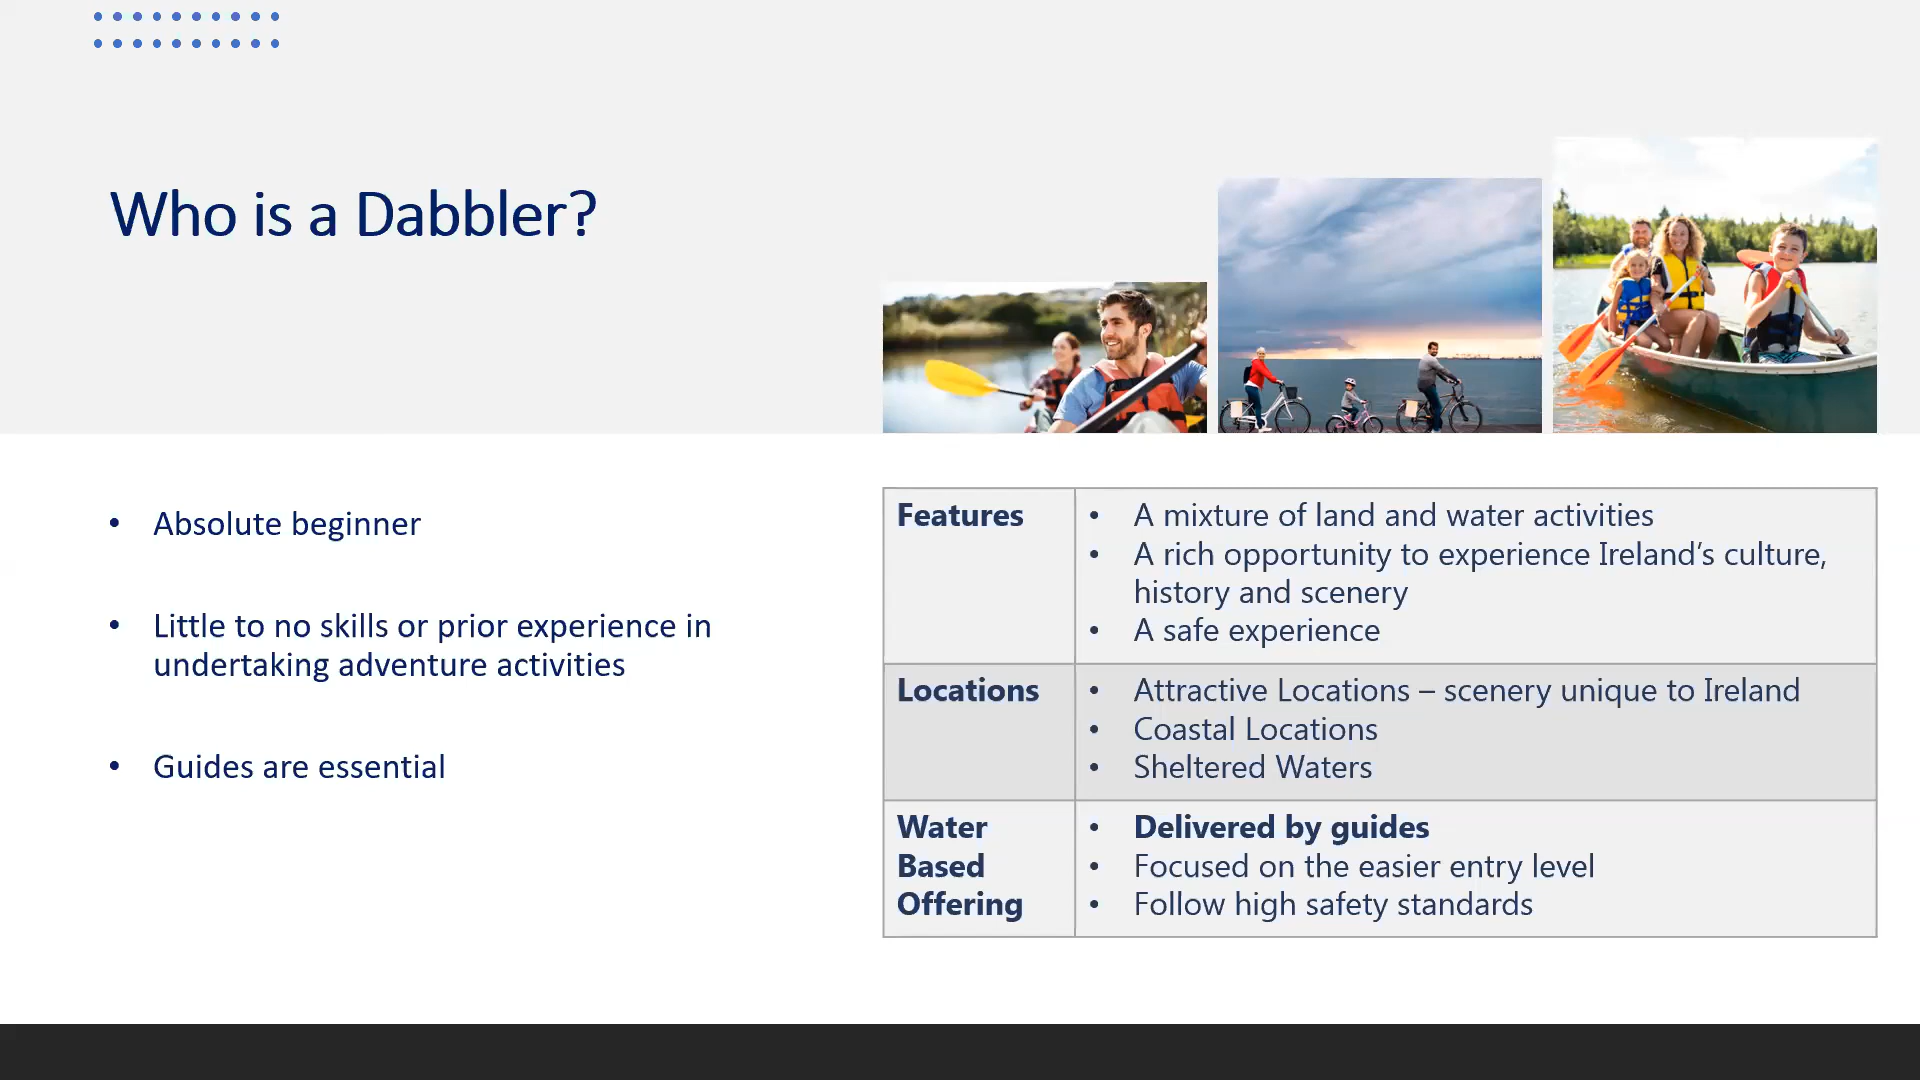 Who is a Dabbler?
• Absolute beginner
• Little to no skills or prior experience in
undertaking adventure activities
• Guides are essential
Features
• A mixture of land and water activities
• A rich opportunity to experience Ireland’s culture,
history and scenery
• A safe experience
Locations
• Attractive Locations – scenery unique to Ireland
• Coastal Locations
• Sheltered Waters
Water
Based
Offering
• Delivered by guides
• Focused on the easier entry level
• Follow high safety standards